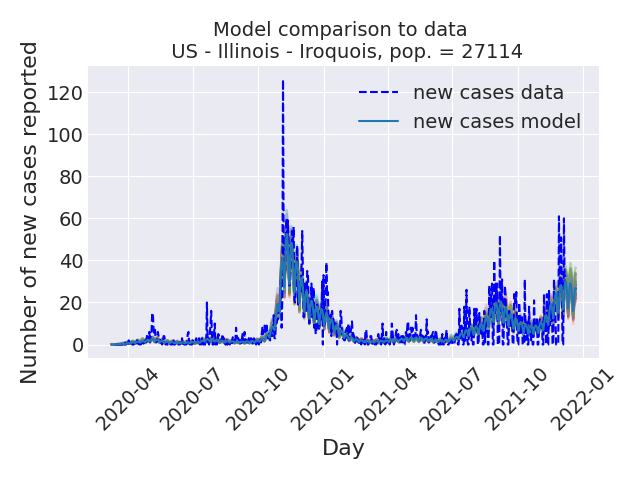 Model comparison to data
US - Illinois - Iroquois, pop. = 27114
Number of new cases reported
120
100
80
60
40
20
0
new cases data
new cases model
2020-04
2020-07
2020-10
2021-01
2021-04
2021-07
2021-10
2022-01
Day